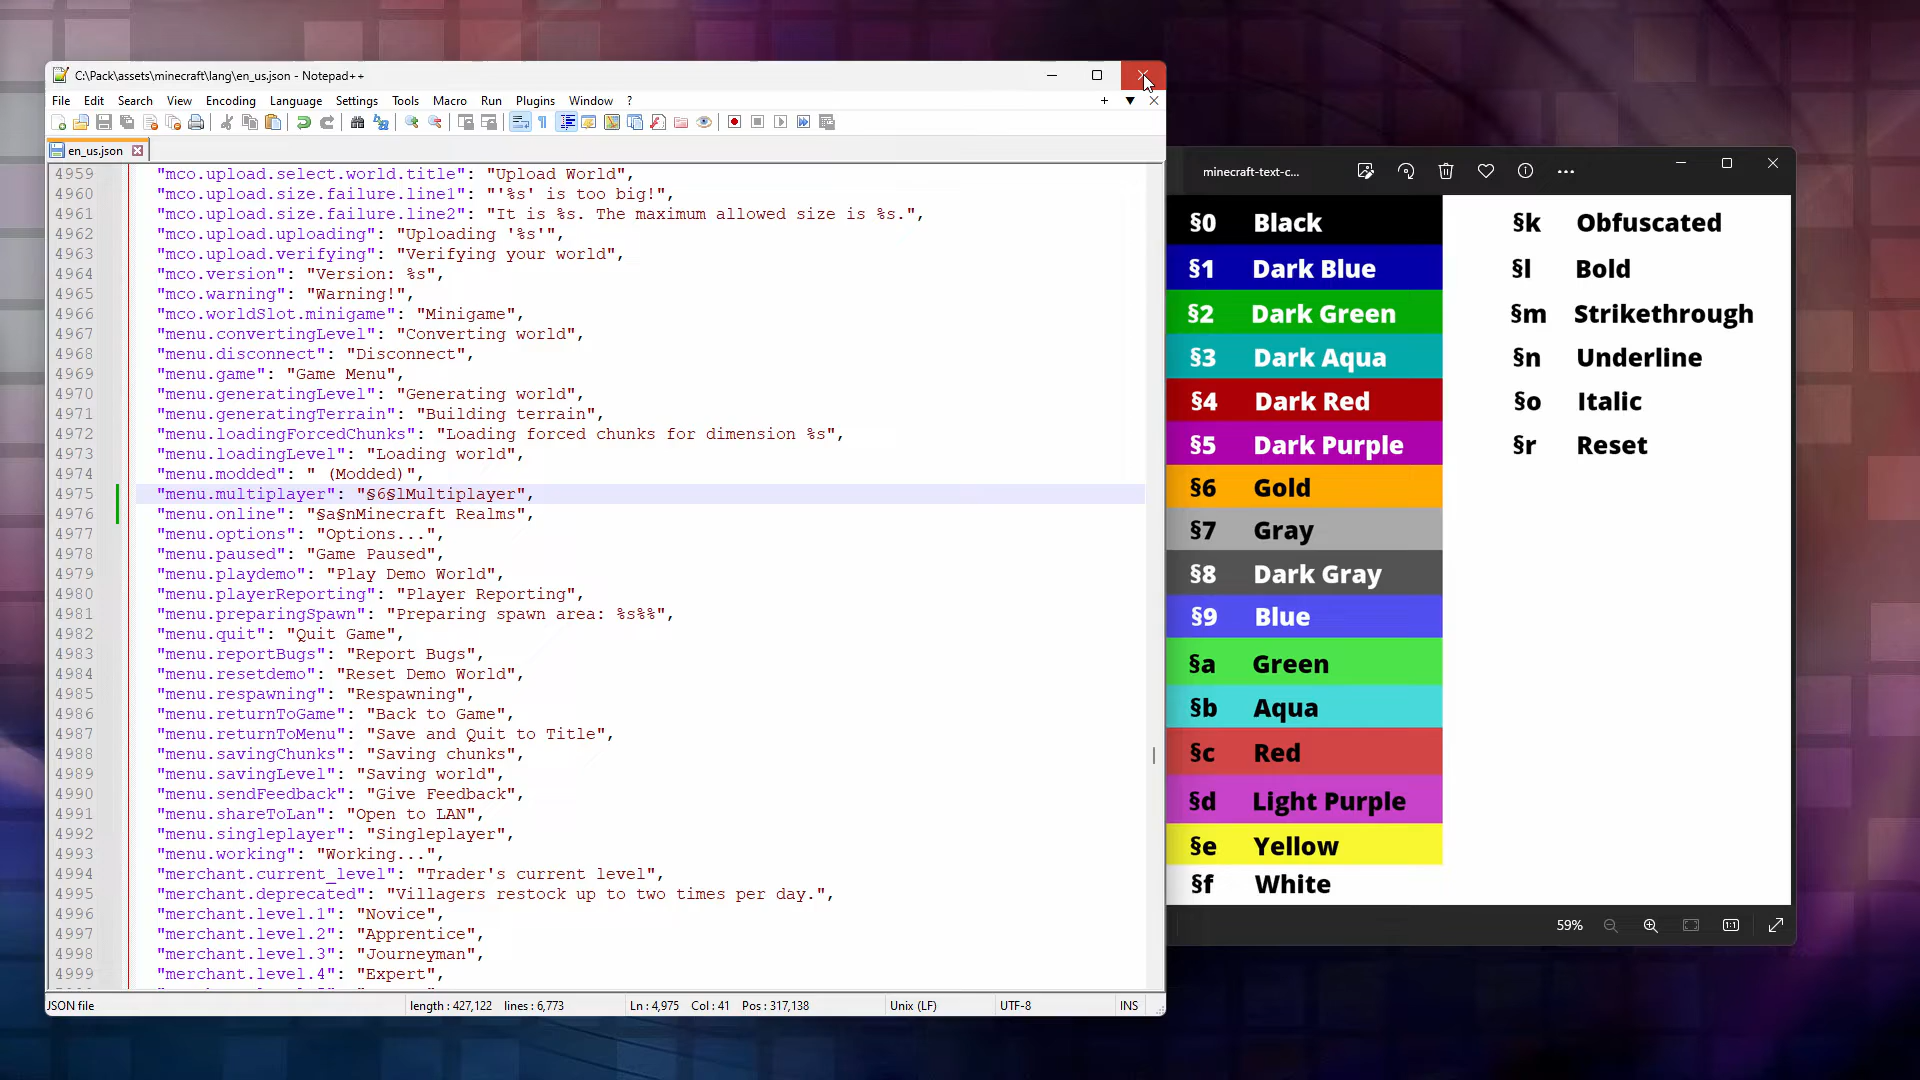 C:\Pack\assets\minecraft\lang\en_us.json - Notepad++
File Edit Search View Encoding Language Settings Tools Macro Run Plugins Window ?
en_us.json
4959 "mco.upload.select.world.title": "Upload World",
4960 "mco.upload.size.failure.line1": "'%s' is too big!",
4961 "mco.upload.size.failure.line2": "It is %s. The maximum allowed size is %s.",
4962 "mco.upload.uploading": "Uploading '%s'",
4963 "mco.upload.verifying": "Verifying your world",
4964 "mco.version": "Version: %s",
4965 "mco.warning": "Warning!",
4966 "mco.worldSlot.minigame": "Minigame",
4967 "menu.convertingLevel": "Converting world",
4968 "menu.disconnect": "Disconnect",
4969 "menu.game": "Game Menu",
4970 "menu.generatingLevel": "Generating world",
4971 "menu.generatingTerrain": "Building terrain",
4972 "menu.loadingForcedChunks": "Loading forced chunks for dimension %s",
4973 "menu.loadingLevel": "Loading world",
4974 "menu.modded": " (Modded)",
4975 "menu.multiplayer": "§6§lMultiplayer",
4976 "menu.online": "§a§nMinecraft Realms",
4977 "menu.options": "Options...",
4978 "menu.paused": "Game Paused",
4979 "menu.playdemo": "Play Demo World",
4980 "menu.playerReporting": "Player Reporting",
4981 "menu.preparingSpawn": "Preparing spawn area: %s%%",
4982 "menu.quit": "Quit Game",
4983 "menu.reportBugs": "Report Bugs",
4984 "menu.resetdemo": "Reset Demo World",
4985 "menu.respawning": "Respawning",
4986 "menu.returnToGame": "Back to Game",
4987 "menu.returnToMenu": "Save and Quit to Title",
4988 "menu.savingChunks": "Saving chunks",
4989 "menu.savingLevel": "Saving world",
4990 "menu.sendFeedback": "Give Feedback",
4991 "menu.shareToLan": "Open to LAN",
4992 "menu.singleplayer": "Singleplayer",
4993 "menu.working": "Working...",
4994 "merchant.current_level": "Trader's current level",
4995 "merchant.deprecated": "Villagers restock up to two times per day.",
4996 "merchant.level.1": "Novice",
4997 "merchant.level.2": "Apprentice",
4998 "merchant.level.3": "Journeyman",
4999 "merchant.level.4": "Expert",
JSON file length : 427,122 lines : 6,773 Ln : 4,975 Col : 41 Pos : 317,138 Unix (LF) UTF-8 INS
minecraft-text-c...
§0 Black
§1 Dark Blue
§2 Dark Green
§3 Dark Aqua
§4 Dark Red
§5 Dark Purple
§6 Gold
§7 Gray
§8 Dark Gray
§9 Blue
§a Green
§b Aqua
§c Red
§d Light Purple
§e Yellow
§f White
§k Obfuscated
§l Bold
§m Strikethrough
§n Underline
§o Italic
§r Reset
59%